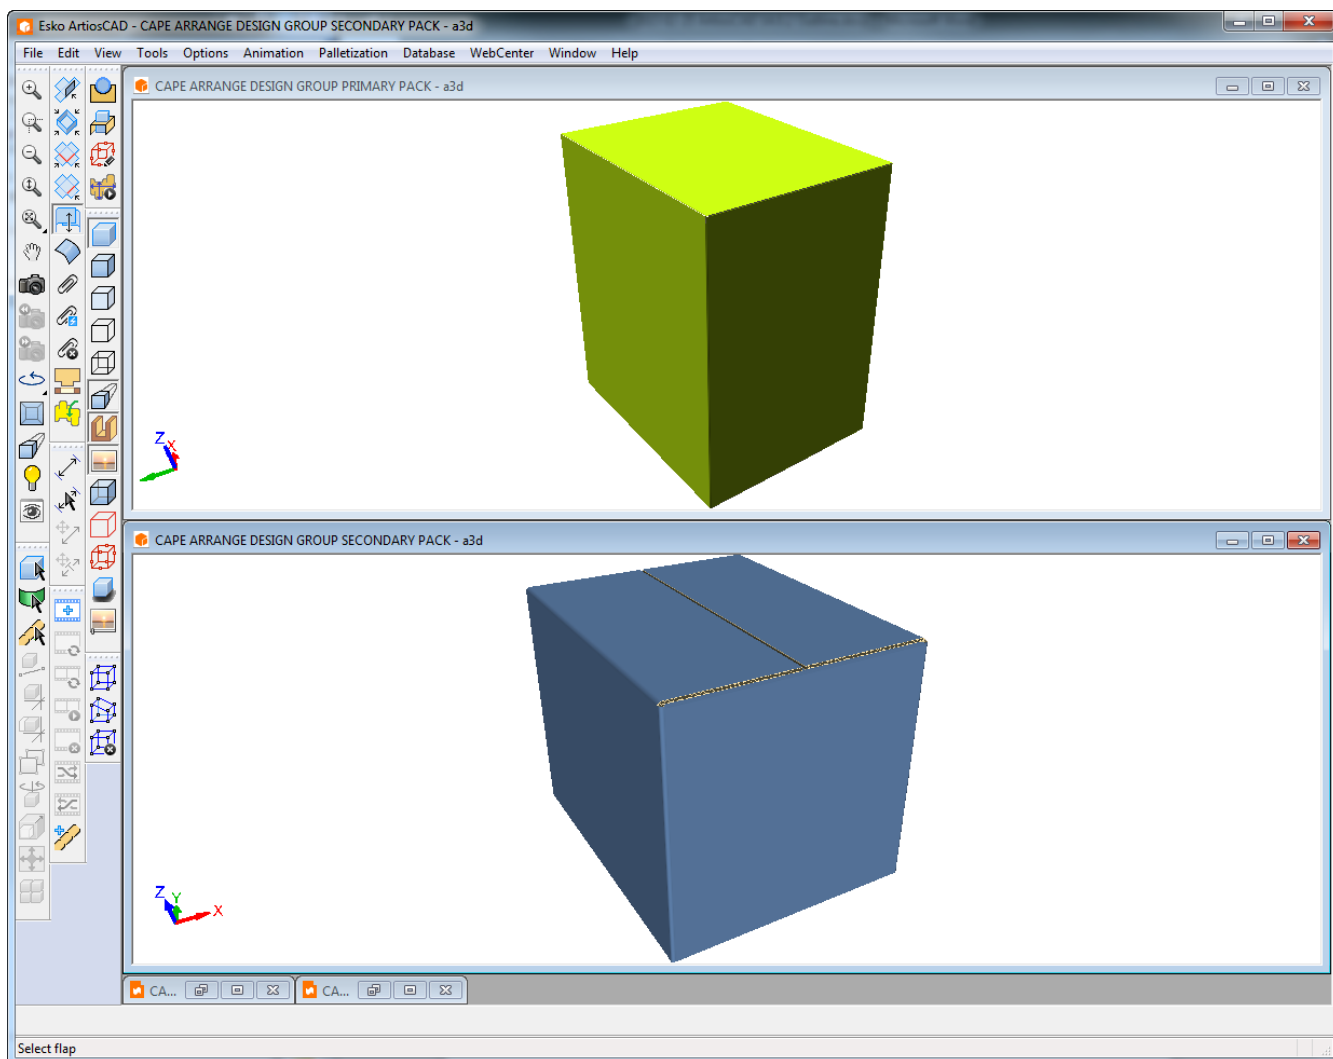 Esko ArtiosCAD - CAPE ARRANGE DESIGN GROUP SECONDARY PACK - a3d
File Edit View Tools Options Animation Palletization Database WebCenter Window Help
CAPE ARRANGE DESIGN GROUP PRIMARY PACK - a3d
Z
X
CAPE ARRANGE DESIGN GROUP SECONDARY PACK - a3d
Z
Y
X
CA... CA...
Select flap